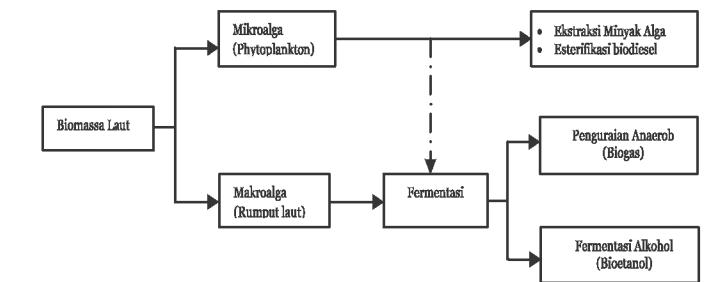 Mikroalga
(Phytoplankton)
• Ekstraksi Minyak Alga
• Esterifikasi biodiesel
Biomassa Laut
Penguraian Anaerob
(Biogas)
Makroalga
(Rumput laut)
Fermentasi
Fermentasi Alkohol
(Bioetanol)